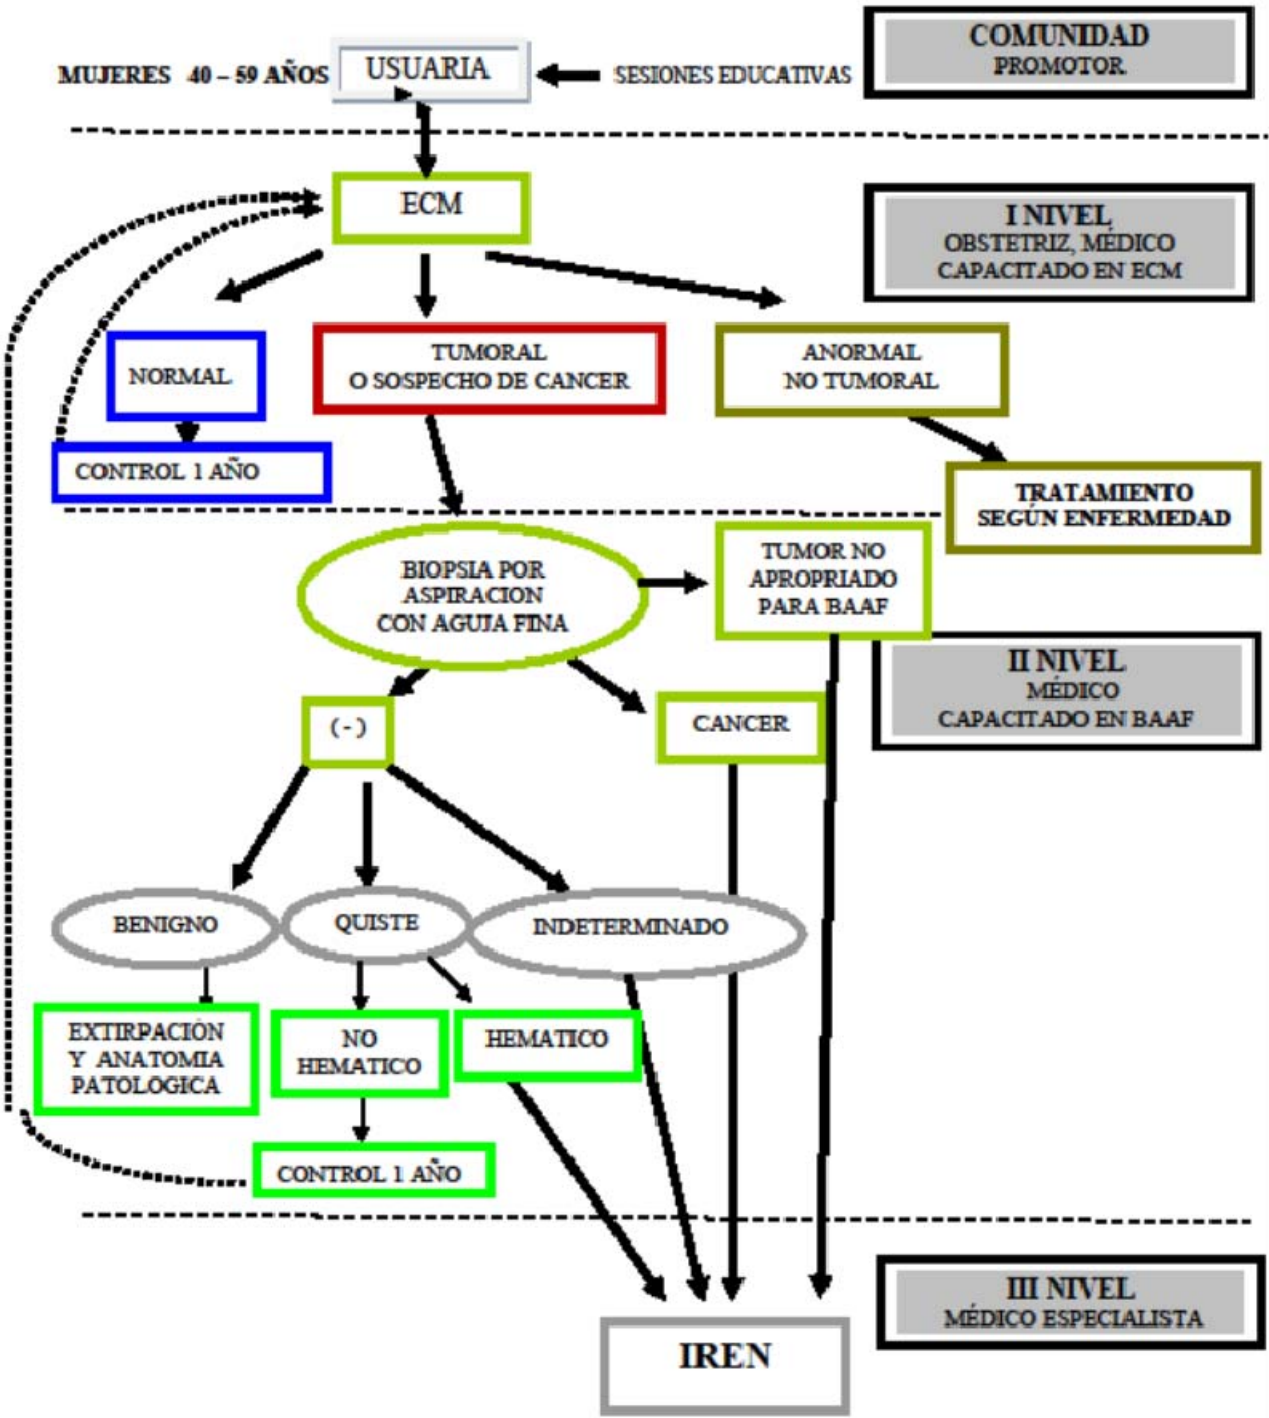 COMUNIDAD
PROMOTOR.
MUJERES 40 – 59 AÑOS
USUARIA
SESIONES EDUCATIVAS
ECM
I NIVEL
OBSTETRIZ, MÉDICO
CAPACITADO EN ECM
NORMAL
TUMORAL
O SOSPECHO DE CANCER
ANORMAL
NO TUMORAL
CONTROL 1 AÑO
TRATAMIENTO
SEGÚN ENFERMEDAD
BIOPSIA POR
ASPIRACION
CON AGUJA FINA
TUMOR NO
APROPRIADO
PARA BAAF
II NIVEL
MÉDICO
CAPACITADO EN BAAF
(-)
CANCER
BENIGNO
QUISTE
INDETERMINADO
EXTIRPACIÓN
Y ANATOMIA
PATOLOGICA
NO
HEMATICO
HEMATICO
CONTROL 1 AÑO
III NIVEL
MÉDICO ESPECIALISTA
IREN